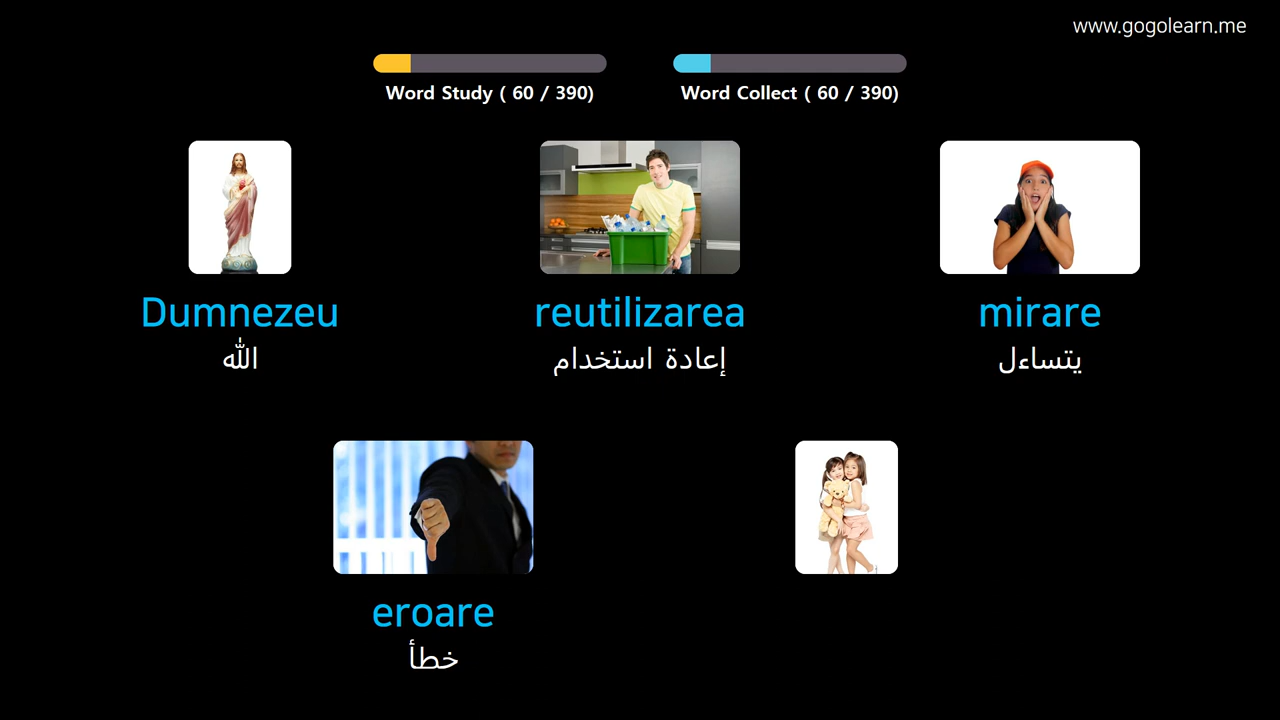 www.gogolearn.me
Word Study ( 60 / 390)
Word Collect ( 60 / 390)
Dumnezeu
الله
reutilizarea
إعادة استخدام
mirare
يتساءل
eroare
خطأ